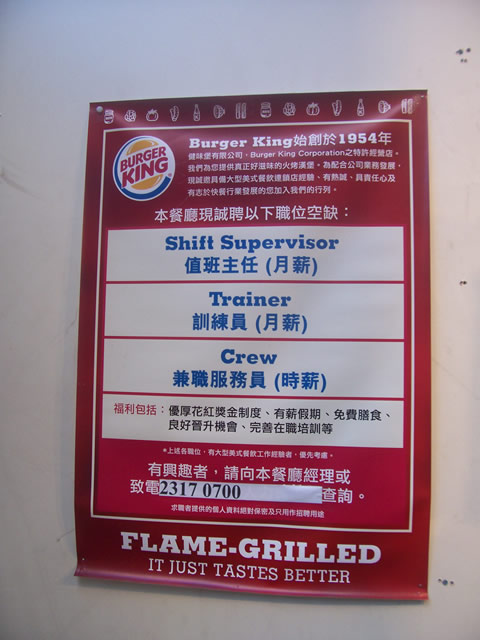 BURGER
KING
Burger King始創於1954年
健味堡有限公司，Burger King Corporation之特許經營店。
我們為您提供真正好滋味的火烤漢堡。為配合公司業務發展，
現誠邀具備大型美式餐飲連鎖店經驗、有熱誠、具責任心及
有志於快餐行業發展的您加入我們的行列。
本餐廳現誠聘以下職位空缺：
Shift Supervisor
值班主任 (月薪)
Trainer
訓練員 (月薪)
Crew
兼職服務員 (時薪)
福利包括：優厚花紅獎金制度、有薪假期、免費膳食、
良好晉升機會、完善在職培訓等
*上述各職位，有大型美式餐飲工作經驗者，優先考慮。
有興趣者，請向本餐廳經理或
致電2317 0700 查詢。
求職者提供的個人資料絕對保密及只用作招聘用途
FLAME-GRILLED
IT JUST TASTES BETTER